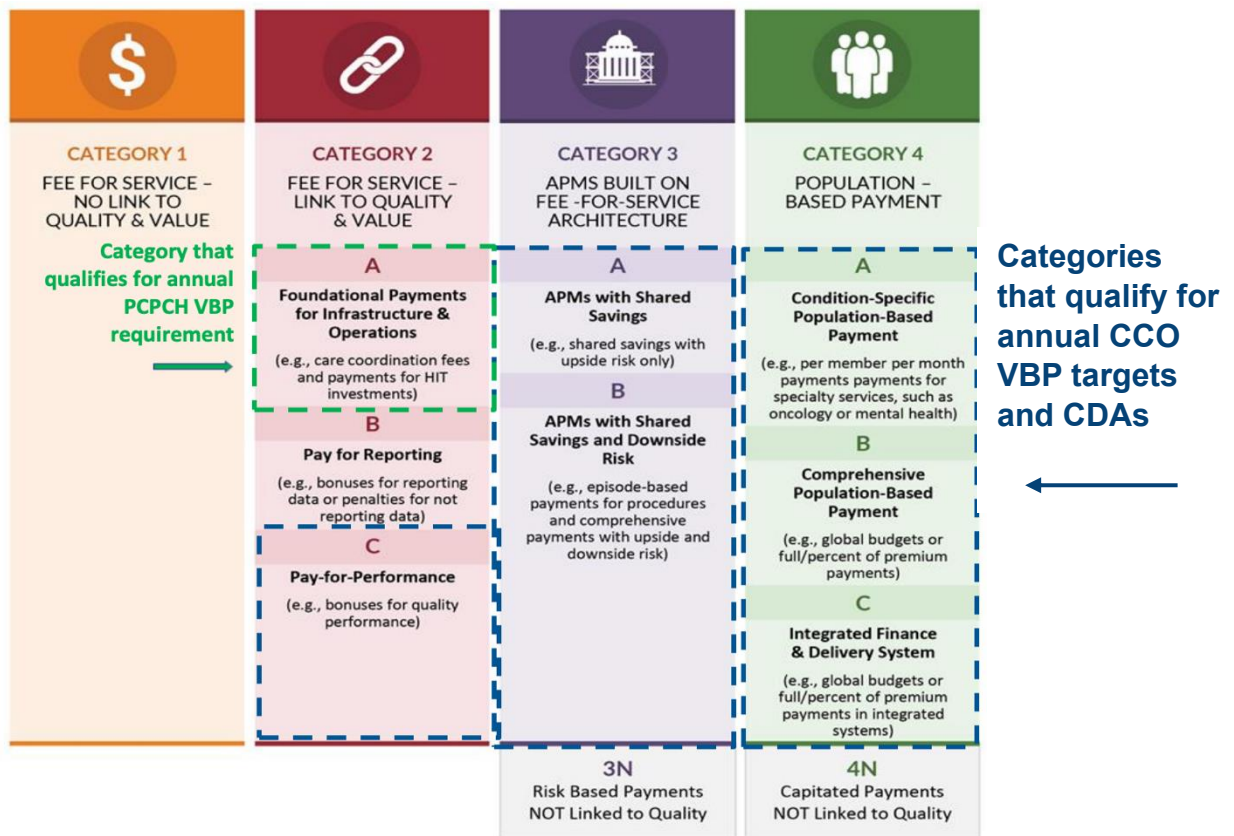 $
CATEGORY 1
FEE FOR SERVICE –
NO LINK TO
QUALITY & VALUE
Category that
qualifies for annual
PCPCH VBP
requirement
CATEGORY 2
FEE FOR SERVICE –
LINK TO QUALITY
& VALUE
A
Foundational Payments
for Infrastructure &
Operations
(e.g., care coordination fees
and payments for HIT
investments)
B
Pay for Reporting
(e.g., bonuses for reporting
data or penalties for not
reporting data)
C
Pay-for-Performance
(e.g., bonuses for quality
performance)
CATEGORY 3
APMS BUILT ON
FEE -FOR-SERVICE
ARCHITECTURE
A
APMs with Shared
Savings
(e.g., shared savings with
upside risk only)
B
APMs with Shared
Savings and Downside
Risk
(e.g., episode-based
payments for procedures
and comprehensive
payments with upside and
downside risk)
3N
Risk Based Payments
NOT Linked to Quality
CATEGORY 4
POPULATION –
BASED PAYMENT
A
Condition-Specific
Population-Based
Payment
(e.g., per member per month
payments payments for
specialty services, such as
oncology or mental health)
B
Comprehensive
Population-Based
Payment
(e.g., global budgets or
full/percent of premium
payments)
C
Integrated Finance
& Delivery System
(e.g., global budgets or
full/percent of premium
payments in integrated
systems)
4N
Capitated Payments
NOT Linked to Quality
Categories
that qualify for
annual CCO
VBP targets
and CDAs